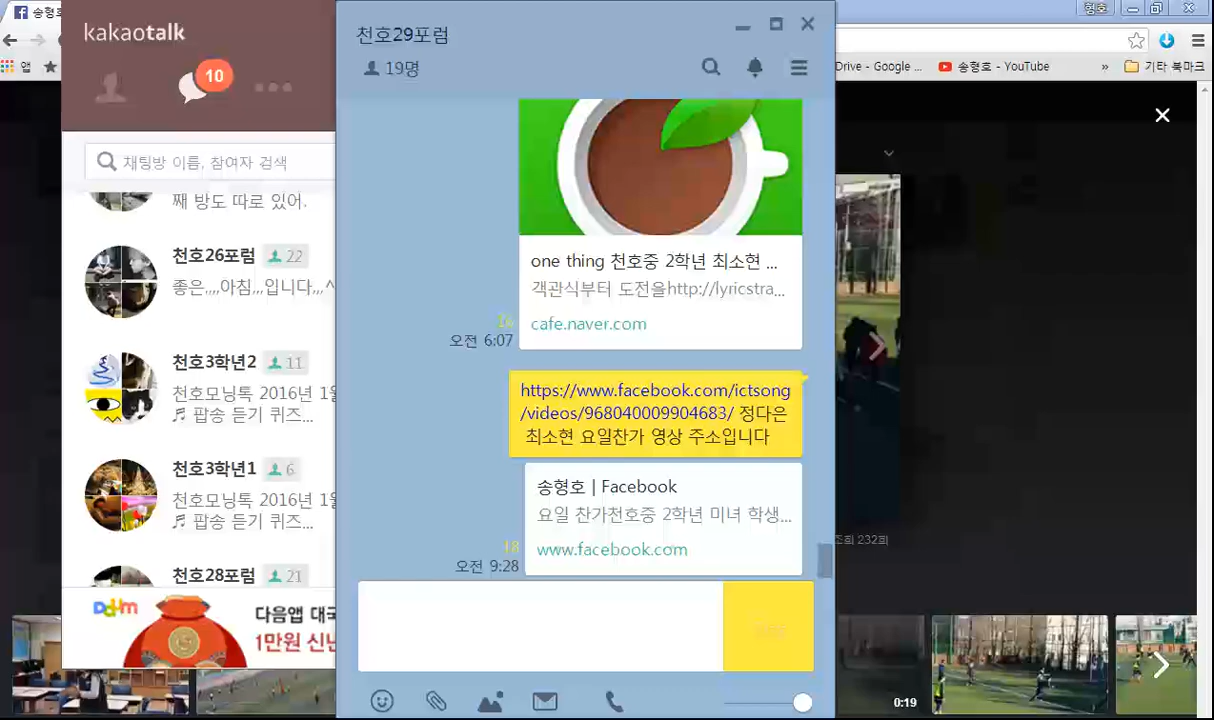 송형호
형호
kakaotalk
10
채팅방 이름, 참여자 검색
째 방도 따로 있어.
천호26포럼 22
좋은,,,,아침,,,입니다,,,
천호3학년2 11
천호모닝톡 2016년 1
♬ 팝송 듣기 퀴즈...
천호3학년1 6
천호모닝톡 2016년 1
♬ 팝송 듣기 퀴즈...
천호28포럼 21
Daum
다음앱 대국
1만원 신년
앱
천호29포럼
19명
one thing 천호중 2학년 최소현 ...
객관식부터 도전을http://lyricstra...
cafe.naver.com
오전 6:07
https://www.facebook.com/ictsong
/videos/968040009904683/ 정다은
최소현 요일찬가 영상 주소입니다
송형호 | Facebook
요일 찬가천호중 2학년 미녀 학생...
www.facebook.com
18
오전 9:28
Drive - Google ...
송형호 - YouTube
»
기타 북마크
조회 232회
0:19